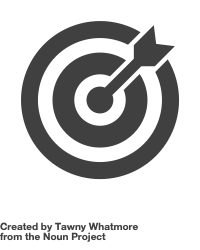 Created by Tawny Whatmore
from the Noun Project